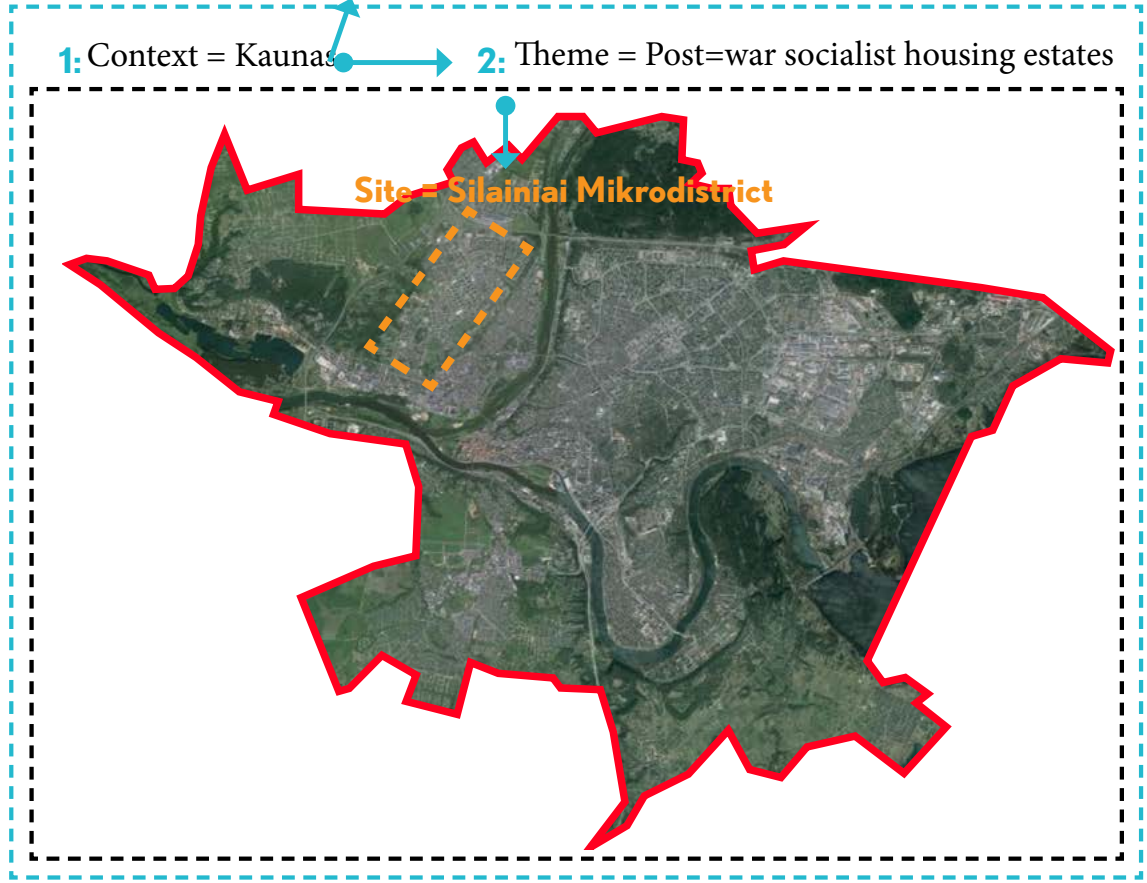 1: Context = Kaunas
2: Theme = Post=war socialist housing estates
Site = Silainiai Mikrodistrict